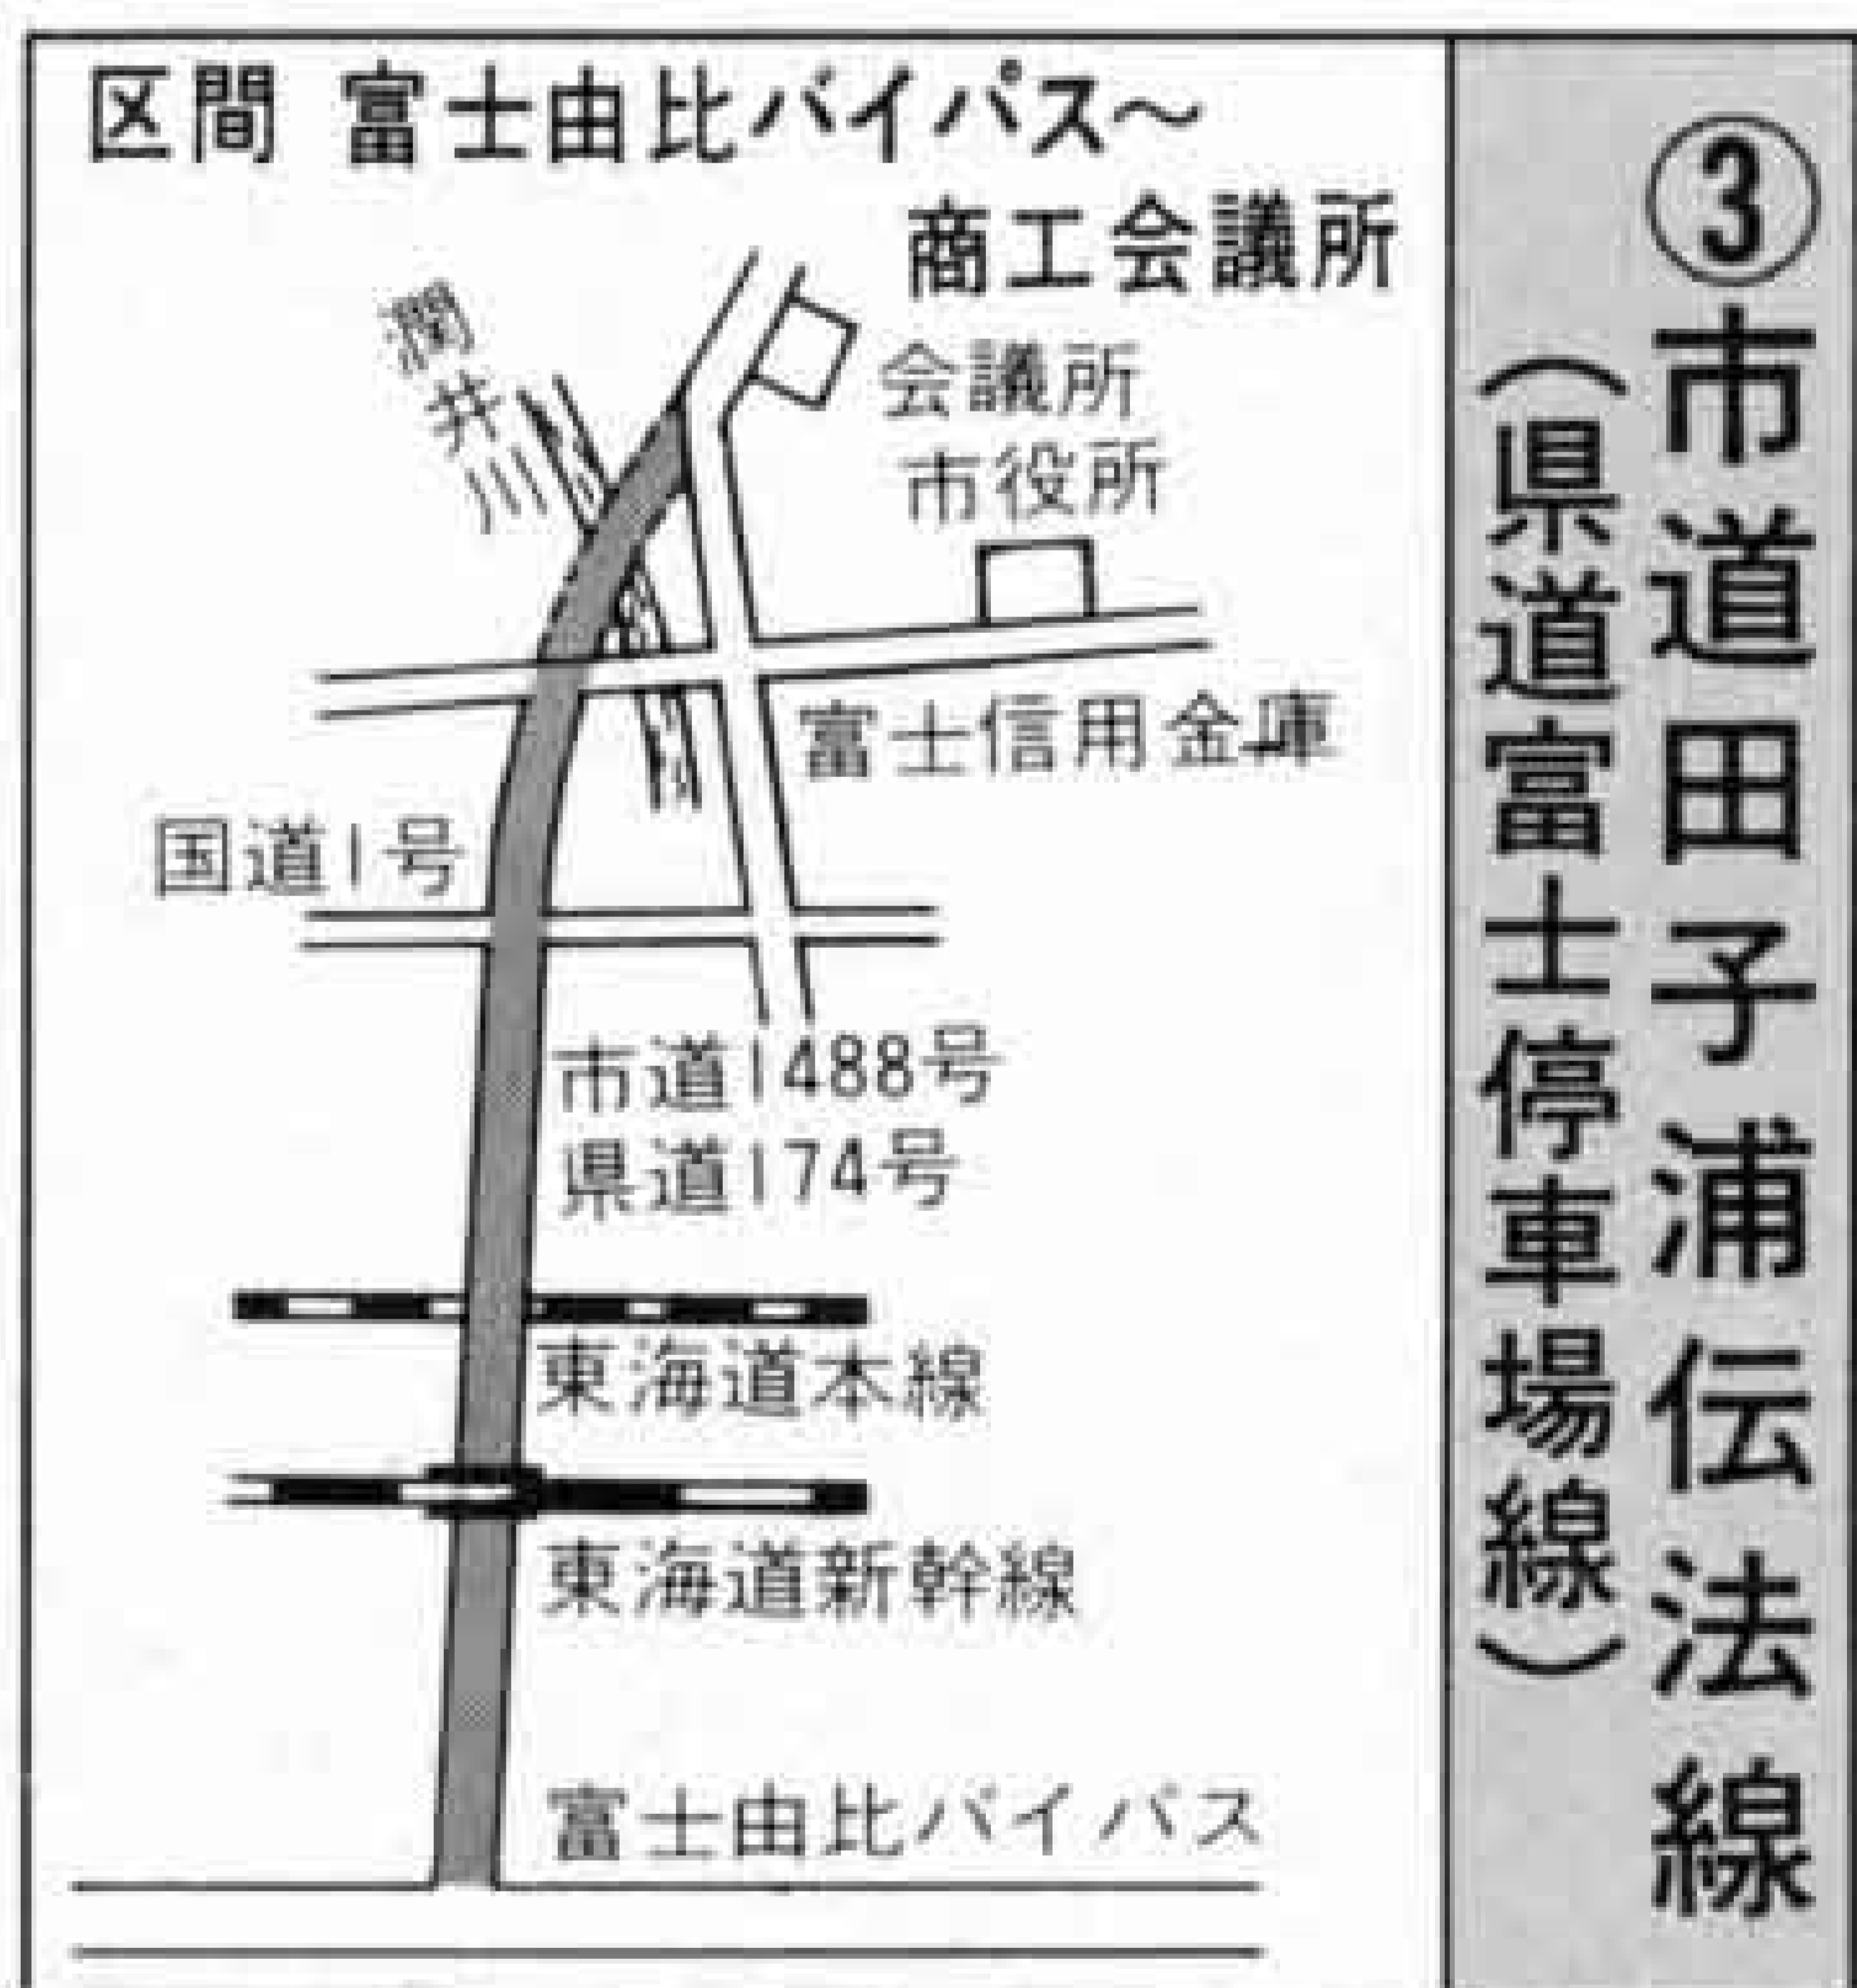 ③市道田子浦伝法線
(県道富士停車場線)
区間 富士由比バイパス〜
商工会議所
潤井川
会議所
市役所
富士信用金庫
国道1号
市道1488号
県道174号
東海道本線
東海道新幹線
富士由比バイパス